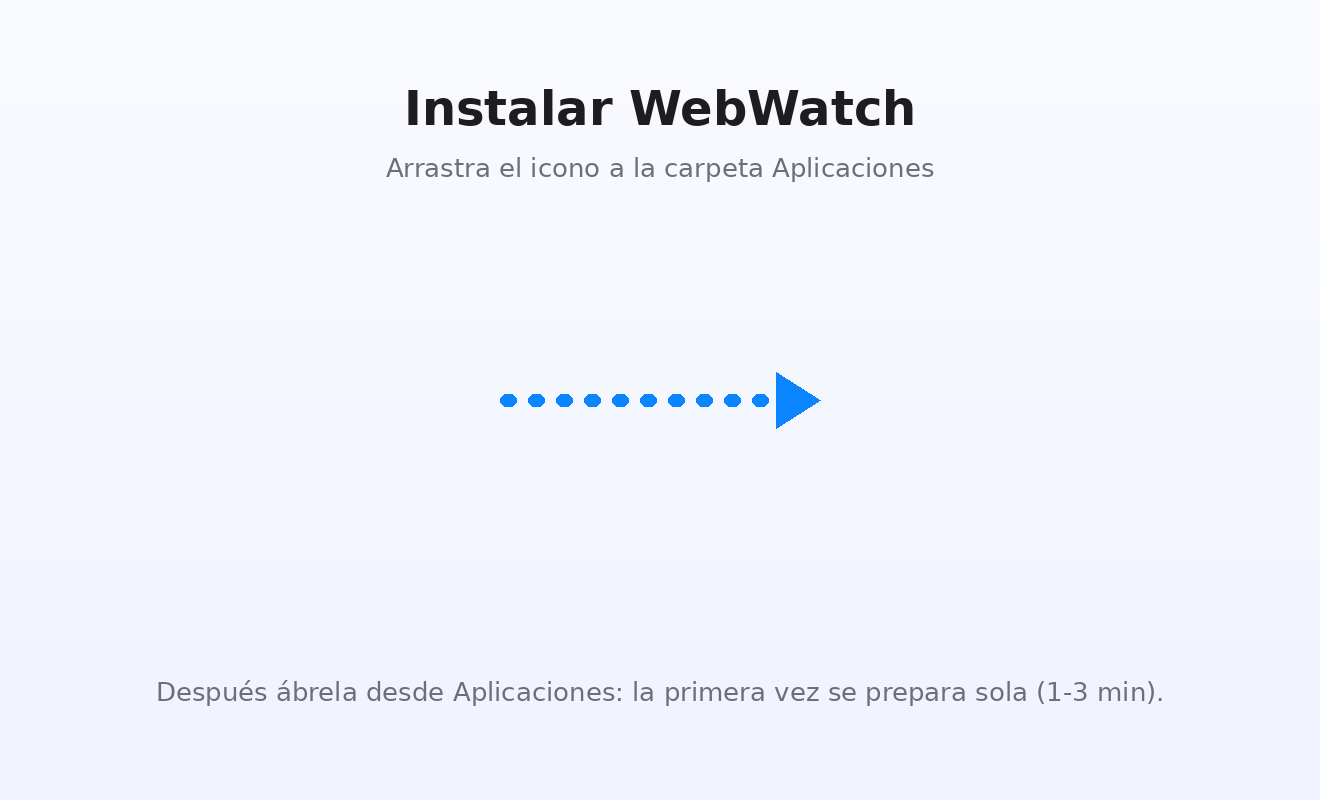 Instalar WebWatch
Arrastra el icono a la carpeta Aplicaciones
Después ábrela desde Aplicaciones: la primera vez se prepara sola (1-3 min).